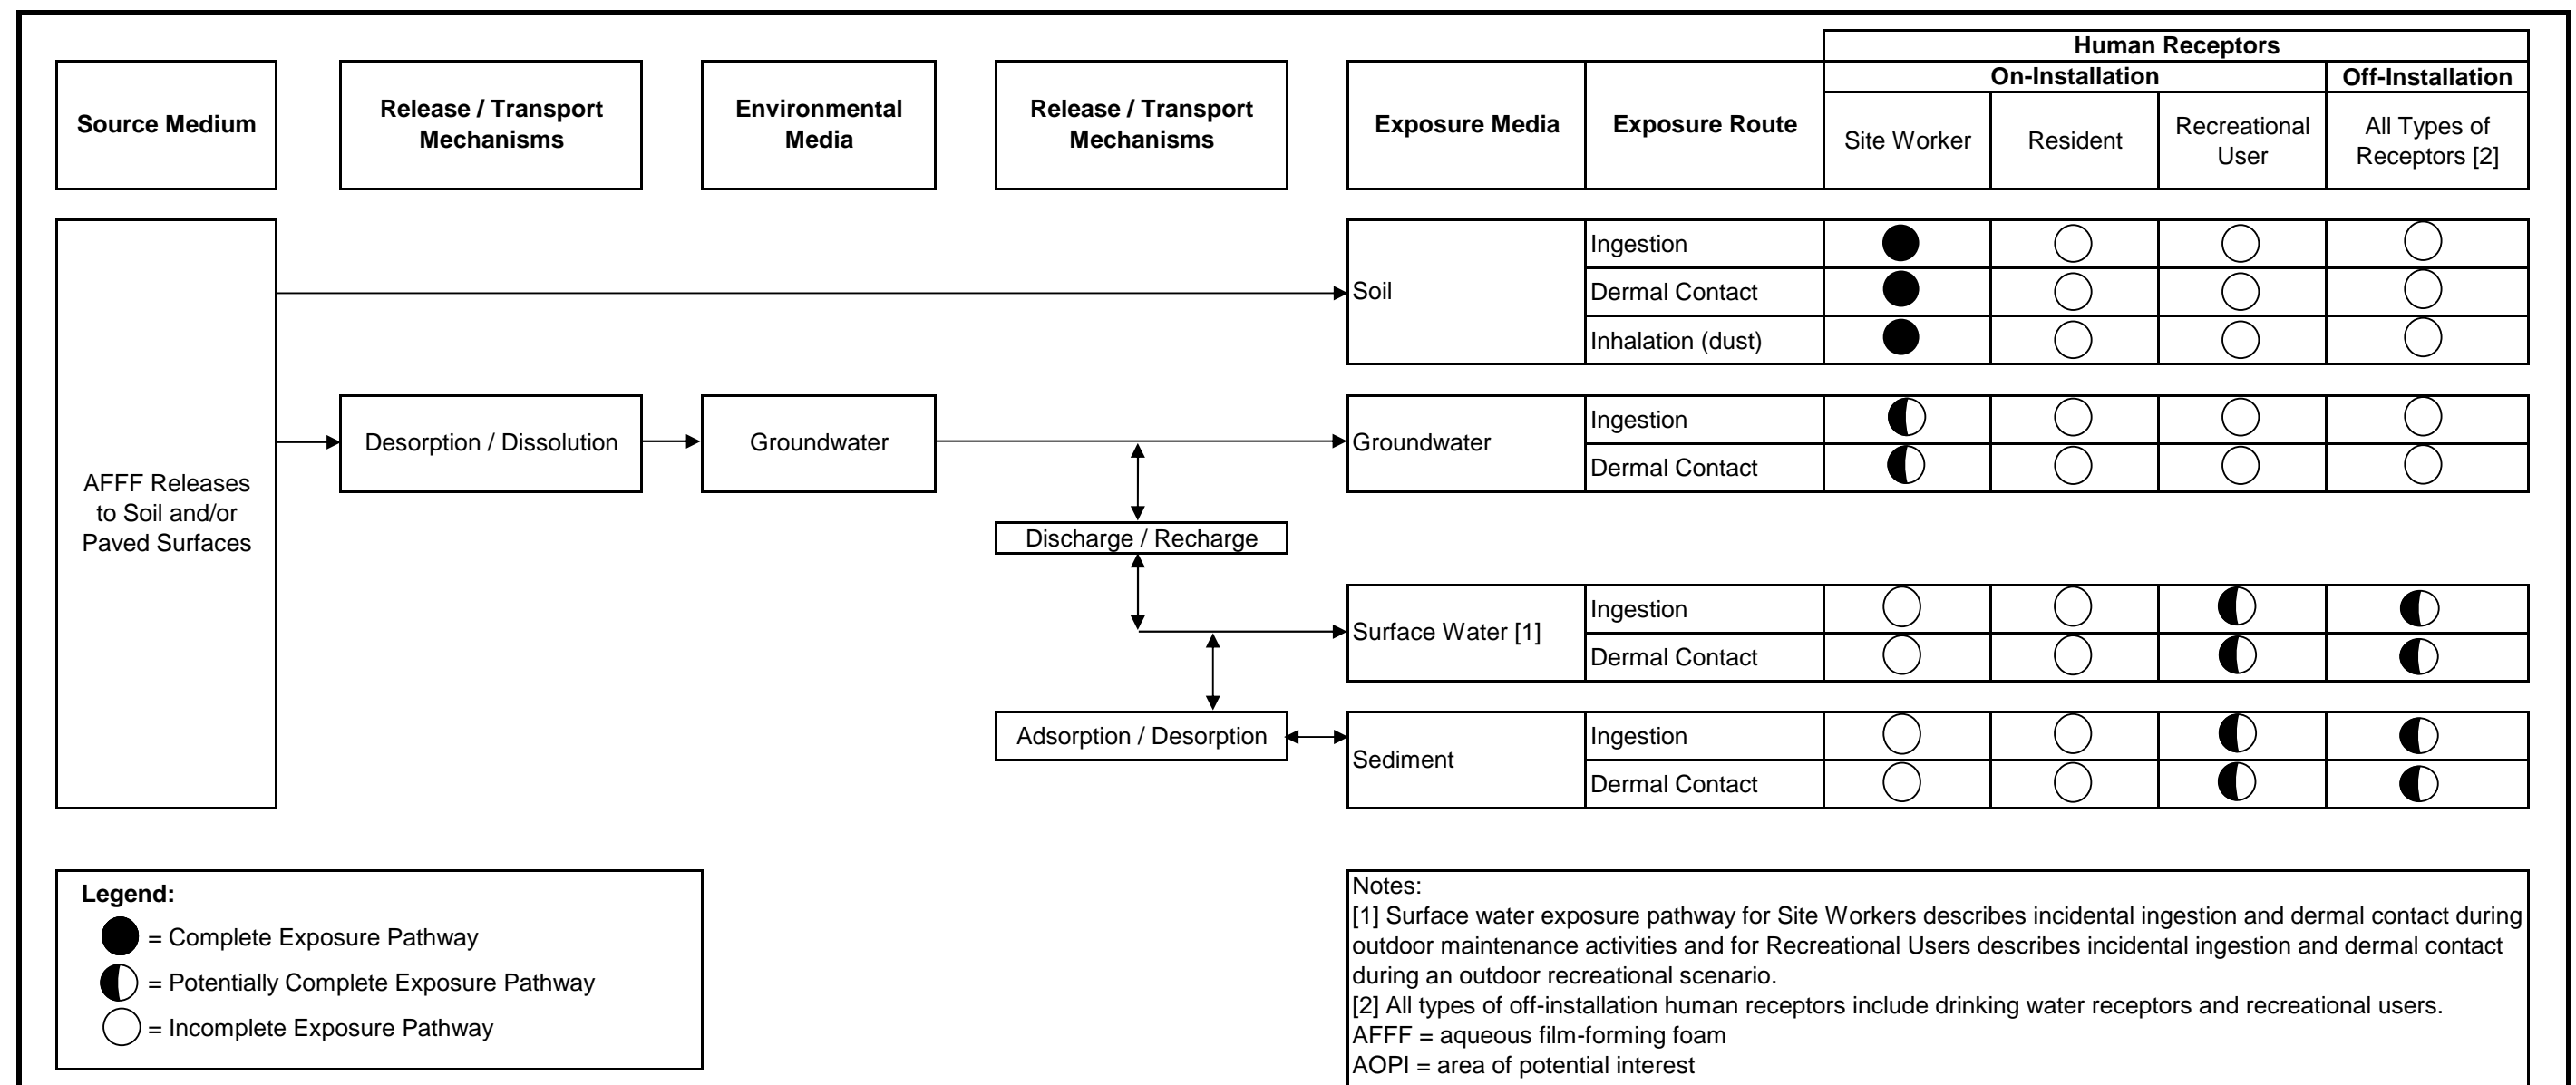 Human Receptors
On-Installation
Off-Installation
Source Medium
Release / Transport
Mechanisms
Environmental
Media
Release / Transport
Mechanisms
Exposure Media
Exposure Route
Site Worker
Resident
Recreational
User
All Types of
Receptors [2]
AFFF Releases
to Soil and/or
Paved Surfaces
Soil
Ingestion
Dermal Contact
Inhalation (dust)
Desorption / Dissolution
Groundwater
Groundwater
Ingestion
Dermal Contact
Discharge / Recharge
Surface Water [1]
Ingestion
Dermal Contact
Adsorption / Desorption
Sediment
Ingestion
Dermal Contact
Legend:
= Complete Exposure Pathway
= Potentially Complete Exposure Pathway
= Incomplete Exposure Pathway
Notes:
[1] Surface water exposure pathway for Site Workers describes incidental ingestion and dermal contact during
outdoor maintenance activities and for Recreational Users describes incidental ingestion and dermal contact
during an outdoor recreational scenario.
[2] All types of off-installation human receptors include drinking water receptors and recreational users.
AFFF = aqueous film-forming foam
AOPI = area of potential interest